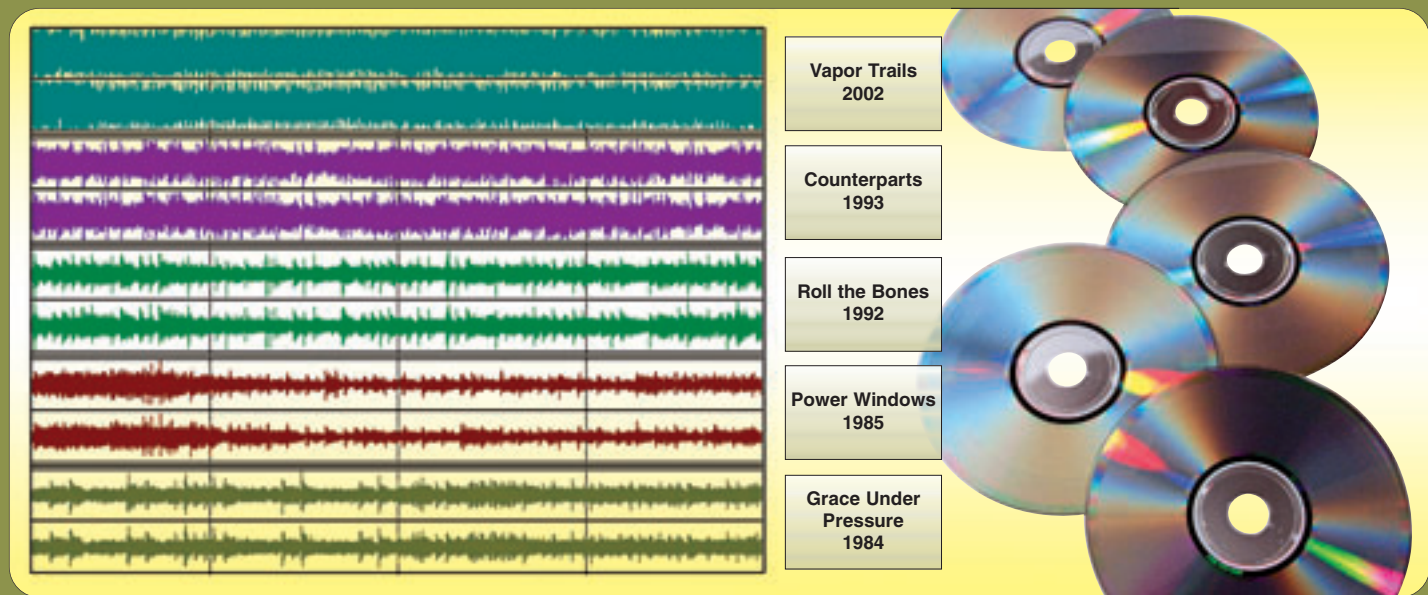 Vapor Trails
2002
Counterparts
1993
Roll the Bones
1992
Power Windows
1985
Grace Under
Pressure
1984